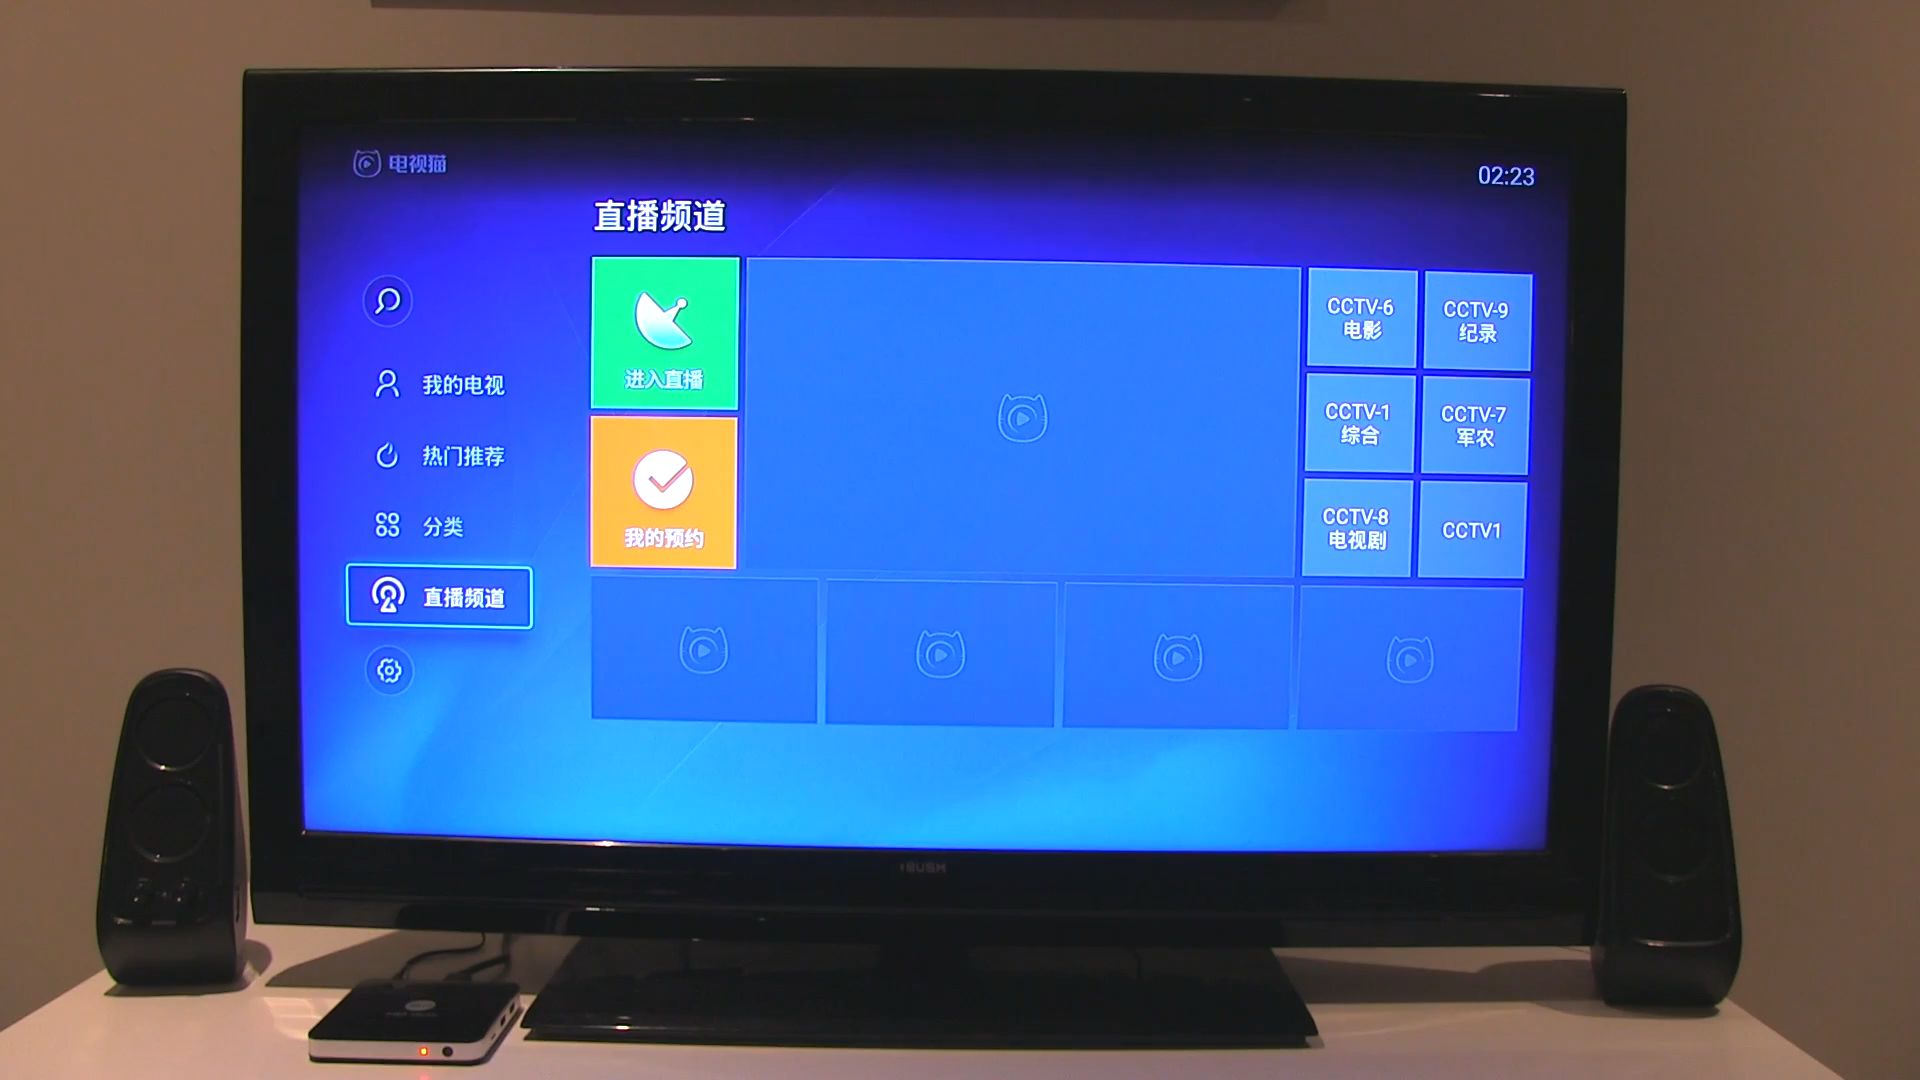 电视猫
02:23
直播频道
我的电视
热门推荐
分类
直播频道
进入直播
我的预约
CCTV-6
电影
CCTV-9
纪录
CCTV-1
综合
CCTV-7
军农
CCTV-8
电视剧
CCTV1
BUSH